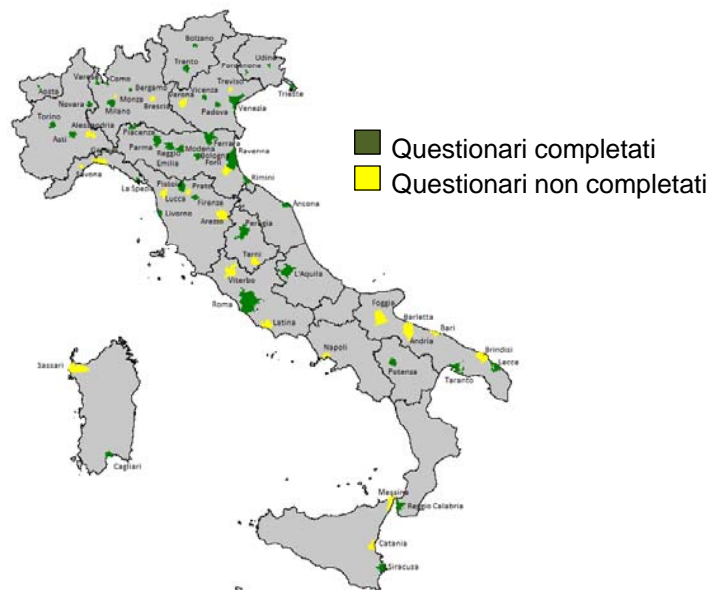 Bolzano
Trento
Udine
Pordenone
Aosta
Varese
Como
Bergamo
Treviso
Trieste
Novara
Milano
Monza
Brescia
Verona
Vicenza
Padova
Venezia
Torino
Alessandria
Asti
Piacenza
Parma
Reggio
Emilia
Modena
Bologna
Ferrara
Ravenna
Forlì
Rimini
Savona
La Spezia
Pistoia
Prato
Lucca
Firenze
Livorno
Arezzo
Ancona
Perugia
Terni
Viterbo
L'Aquila
Roma
Latina
Foggia
Barletta
Andria
Bari
Napoli
Potenza
Brindisi
Taranto
Lecce
Sassari
Cagliari
Messina
Reggio Calabria
Catania
Siracusa
Questionari completati
Questionari non completati